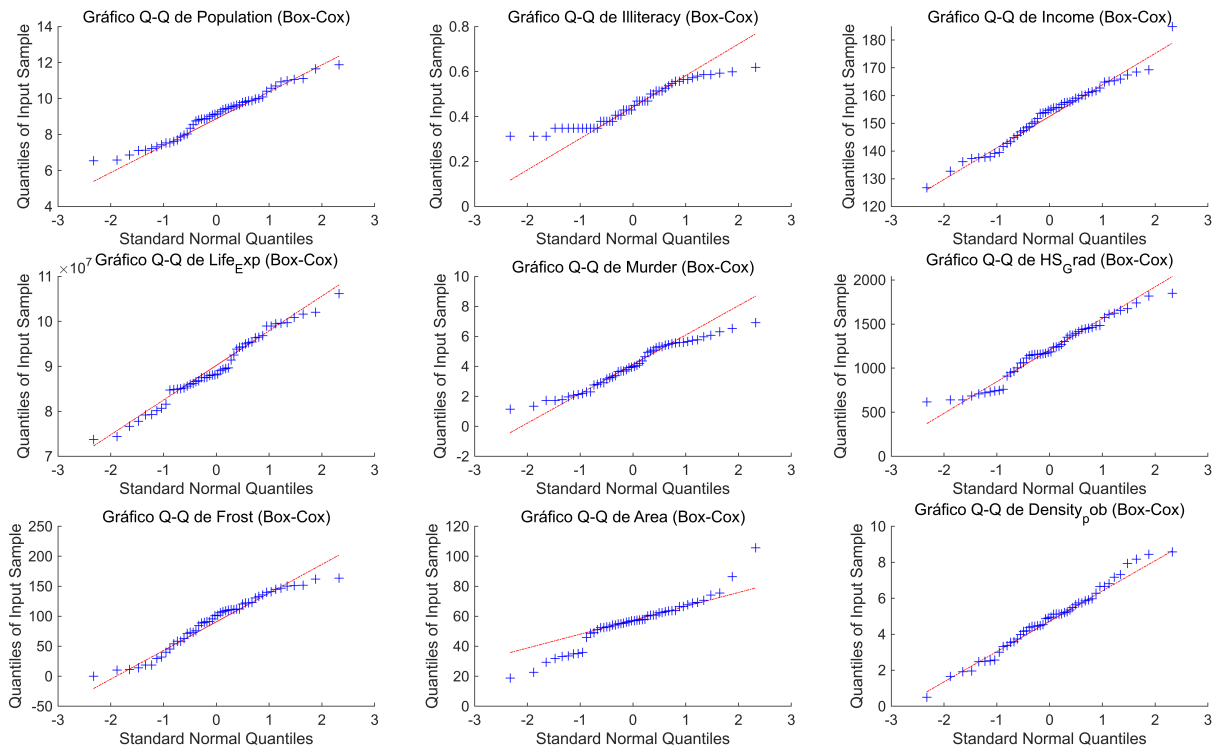 Gráfico Q-Q de Population (Box-Cox)
Quantiles of Input Sample
14
12
10
8
6
4
-3 -2 -1 0 1 2 3
Standard Normal Quantiles
Gráfico Q-Q de Illiteracy (Box-Cox)
Quantiles of Input Sample
0.8
0.6
0.4
0.2
0
-3 -2 -1 0 1 2 3
Standard Normal Quantiles
Gráfico Q-Q de Income (Box-Cox)
Quantiles of Input Sample
180
170
160
150
140
130
120
-3 -2 -1 0 1 2 3
Standard Normal Quantiles
×10^7
Gráfico Q-Q de Life_Exp (Box-Cox)
Quantiles of Input Sample
11
10
9
8
7
-3 -2 -1 0 1 2 3
Standard Normal Quantiles
Gráfico Q-Q de Murder (Box-Cox)
Quantiles of Input Sample
10
8
6
4
2
0
-2
-3 -2 -1 0 1 2 3
Standard Normal Quantiles
Gráfico Q-Q de HS_Grad (Box-Cox)
Quantiles of Input Sample
2000
1500
1000
500
0
-3 -2 -1 0 1 2 3
Standard Normal Quantiles
Gráfico Q-Q de Frost (Box-Cox)
Quantiles of Input Sample
250
200
150
100
50
0
-50
-3 -2 -1 0 1 2 3
Standard Normal Quantiles
Gráfico Q-Q de Area (Box-Cox)
Quantiles of Input Sample
120
100
80
60
40
20
0
-3 -2 -1 0 1 2 3
Standard Normal Quantiles
Gráfico Q-Q de Density_pob (Box-Cox)
Quantiles of Input Sample
10
8
6
4
2
0
-3 -2 -1 0 1 2 3
Standard Normal Quantiles